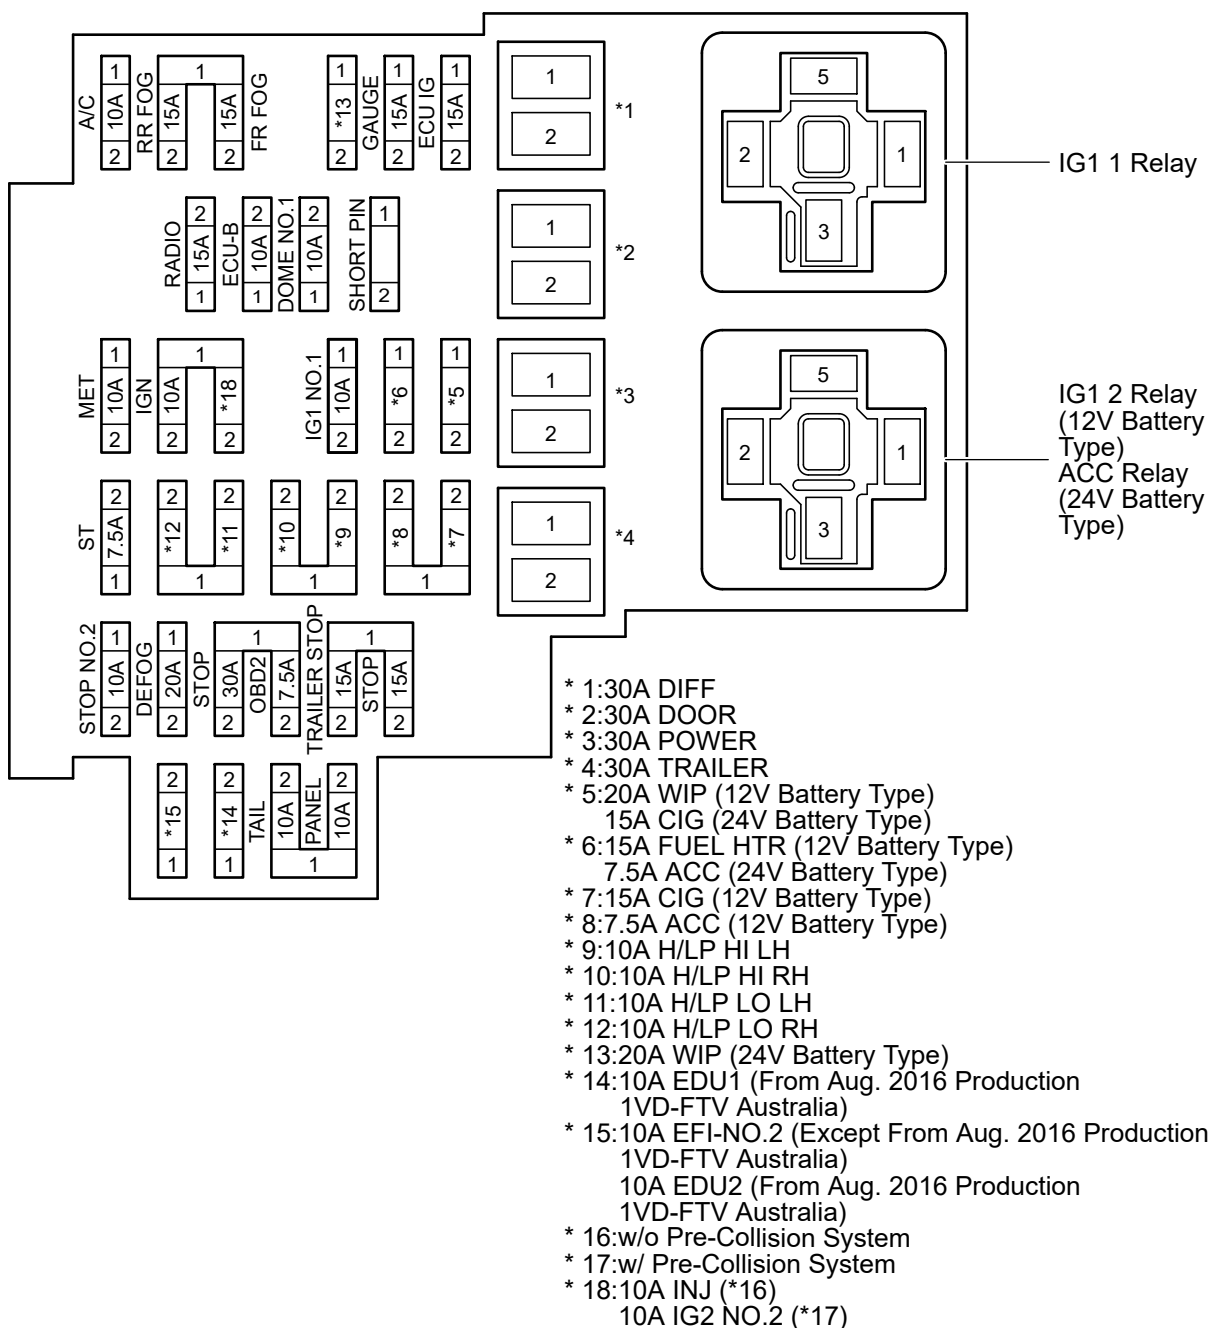 1 1 1 1 1 1 5
A/C 10A RR FOG 15A 15A FR FOG *13 GAUGE 15A ECU IG 15A *1
2 2 2 2 2 2 2 2 1 IG1 1 Relay
RADIO 2 15A 1
ECU-B 2 10A 1
DOME NO.1 2 10A 1
SHORT PIN 1 2
1 2 *2
3
MET 1 10A 2
IGN 1 10A 2 *18 2
IG1 NO.1 1 10A 2
1 *6 2
1 *5 2
1 2 *3
5
2 1
3
IG1 2 Relay
(12V Battery
Type)
ACC Relay
(24V Battery
Type)
ST 2 7.5A 1
2 *12 2 *11 1
2 *10 2 *9 1
2 *8 2 *7 1
1 2 *4
STOP NO.2 1 10A 2
DEFOG 1 20A 2
STOP 1 30A 2 OBD2 7.5A 2
TRAILER STOP 1 15A 2 STOP 15A 2
2 *15 1
2 *14 1
TAIL 2 10A PANEL 2 10A 1
* 1:30A DIFF
* 2:30A DOOR
* 3:30A POWER
* 4:30A TRAILER
* 5:20A WIP (12V Battery Type)
15A CIG (24V Battery Type)
* 6:15A FUEL HTR (12V Battery Type)
7.5A ACC (24V Battery Type)
* 7:15A CIG (12V Battery Type)
* 8:7.5A ACC (12V Battery Type)
* 9:10A H/LP HI LH
* 10:10A H/LP HI RH
* 11:10A H/LP LO LH
* 12:10A H/LP LO RH
* 13:20A WIP (24V Battery Type)
* 14:10A EDU1 (From Aug. 2016 Production
1VD-FTV Australia)
* 15:10A EFI-NO.2 (Except From Aug. 2016 Production
1VD-FTV Australia)
10A EDU2 (From Aug. 2016 Production
1VD-FTV Australia)
* 16:w/o Pre-Collision System
* 17:w/ Pre-Collision System
* 18:10A INJ (*16)
10A IG2 NO.2 (*17)